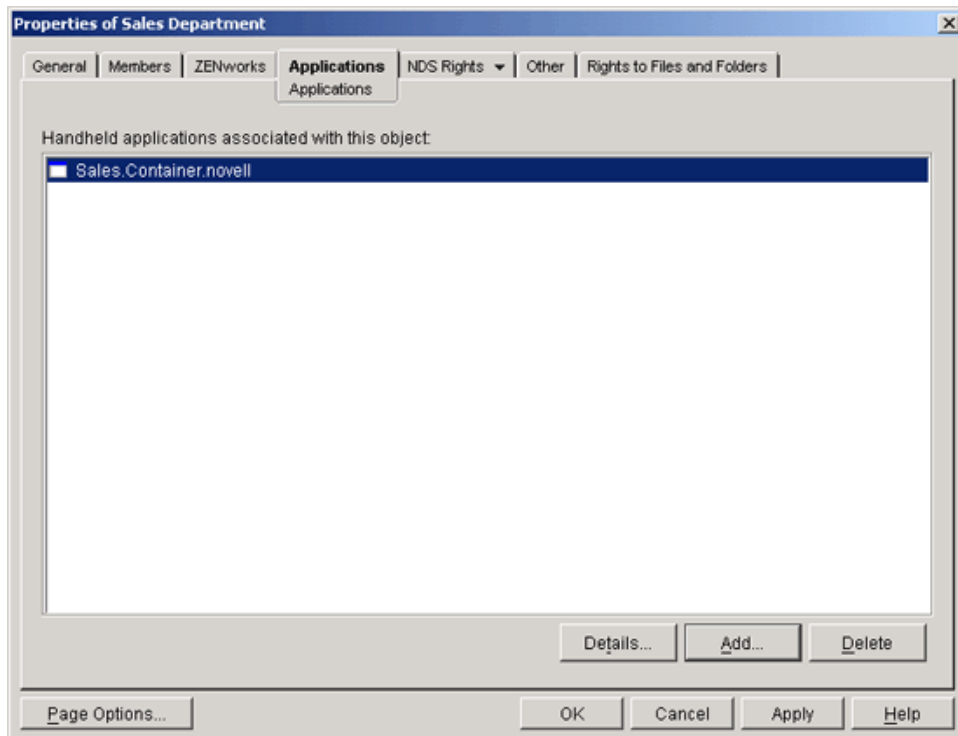 Properties of Sales Department
General Members ZENworks Applications NDS Rights Other Rights to Files and Folders
Applications
Handheld applications associated with this object:
Sales.Container.novell
Details... Add... Delete
Page Options... OK Cancel Apply Help